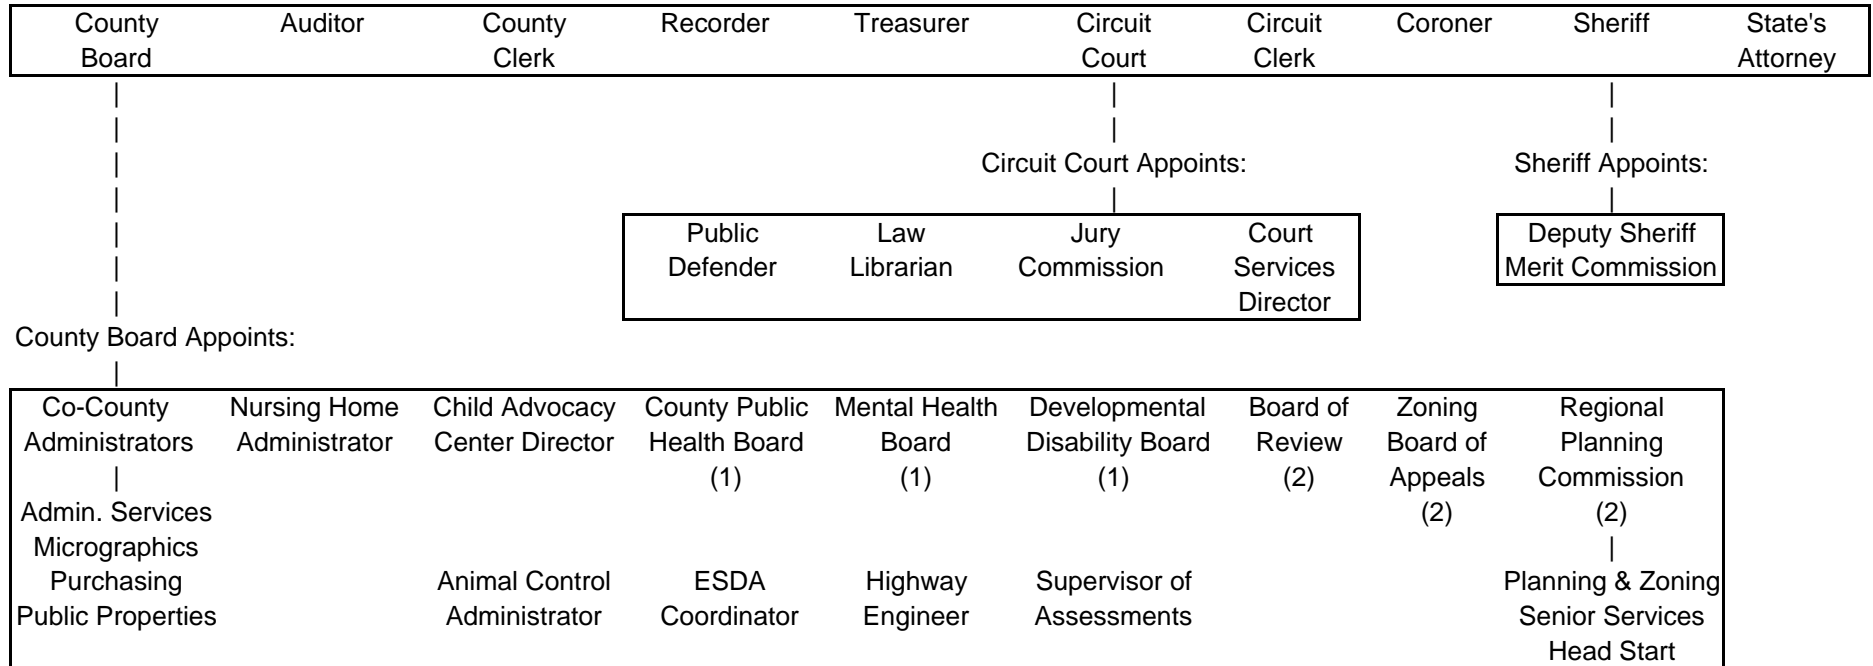 County Auditor County Recorder Treasurer Circuit Circuit Coroner Sheriff State's
Board Clerk Court Clerk Attorney
Circuit Court Appoints: Sheriff Appoints:
Public Law Jury Court Deputy Sheriff
Defender Librarian Commission Services Merit Commission
Director
County Board Appoints:
Co-County Nursing Home Child Advocacy County Public Mental Health Developmental Board of Zoning Regional
Administrators Administrator Center Director Health Board Board Disability Board Review Board of Planning
(1) (1) (1) (2) Appeals Commission
Admin. Services (2) (2)
Micrographics
Purchasing Animal Control ESDA Highway Supervisor of Planning & Zoning
Public Properties Administrator Coordinator Engineer Assessments Senior Services
Head Start